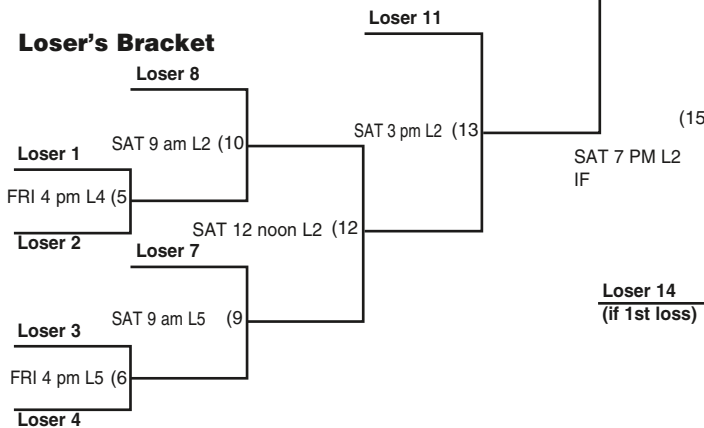 Loser 11
Loser's Bracket
Loser 8
(15
SAT 3 pm L2 (13
SAT 9 am L2 (10
Loser 1
SAT 7 PM L2
IF
FRI 4 pm L4 (5
SAT 12 noon L2 (12
Loser 2
Loser 7
Loser 14
(if 1st loss)
SAT 9 am L5 (9
Loser 3
FRI 4 pm L5 (6
Loser 4